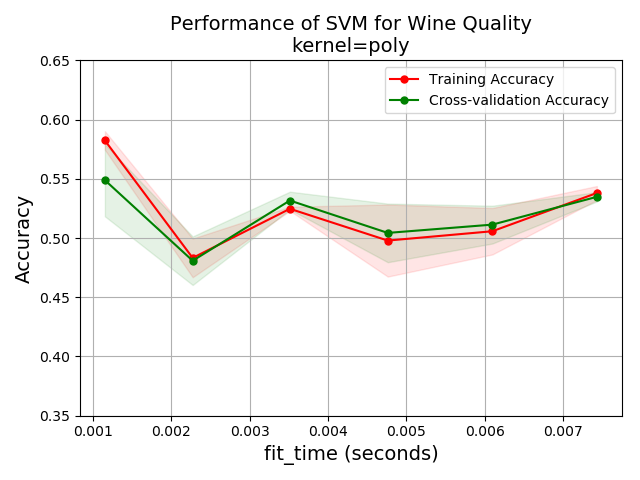 Performance of SVM for Wine Quality
kernel=poly
Training Accuracy
Cross-validation Accuracy
Accuracy
0.65
0.60
0.55
0.50
0.45
0.40
0.35
0.001 0.002 0.003 0.004 0.005 0.006 0.007
fit_time (seconds)